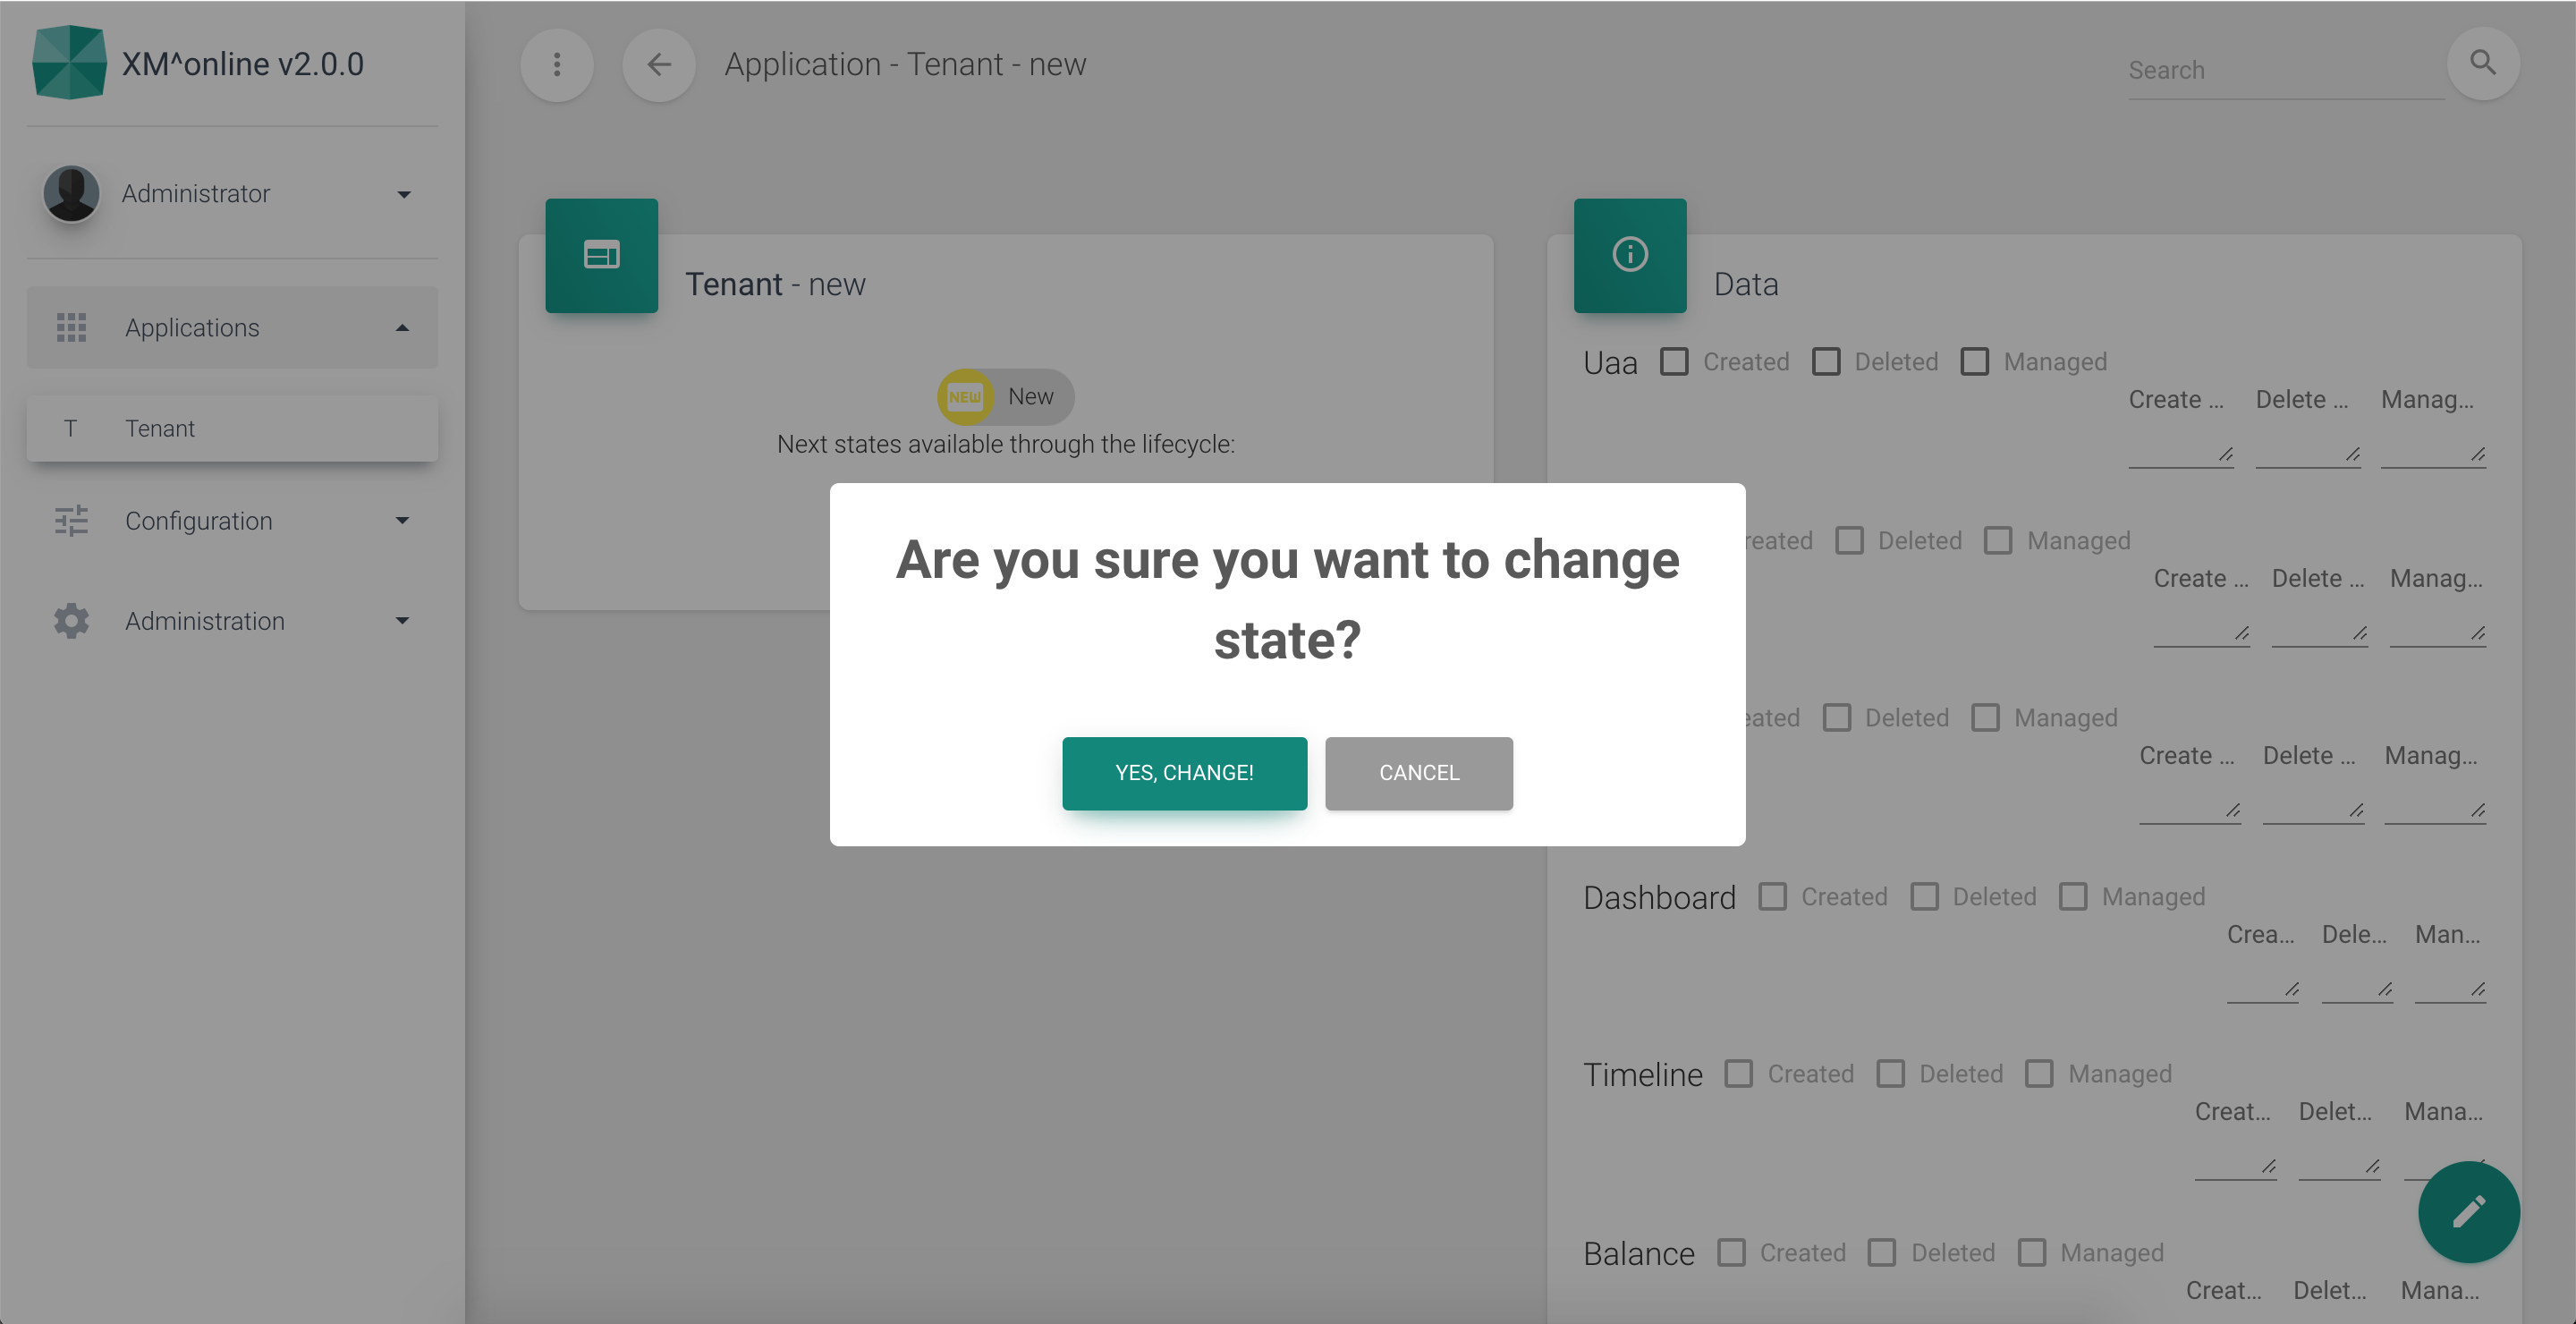 XM^online v2.0.0
Application - Tenant - new
Search
Administrator
Applications
T Tenant
Configuration
Administration
Tenant - new
NEW New
Next states available through the lifecycle:
Are you sure you want to change
state?
YES, CHANGE! CANCEL
Data
Uaa Created Deleted Managed
Create ... Delete ... Manag...
Deleted Managed
Create ... Delete ... Manag...
Deleted Managed
Create ... Delete ... Manag...
Dashboard Created Deleted Managed
Crea... Dele... Man...
Timeline Created Deleted Managed
Creat... Delet... Mana...
Balance Created Deleted Managed
Creat... Delet... Mana...